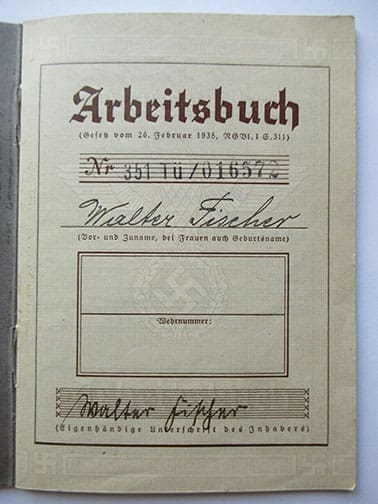 Arbeitsbuch
(Gesetz vom 26. Februar 1935, RGBl. I S. 311)
Nr 351 Tü/016572
Walter Fischer
(Vor- und Zuname, bei Frauen auch Geburtsname)
Wehrnummer:
Walter Fischer
(Eigenhändige Unterschrift des Inhabers)